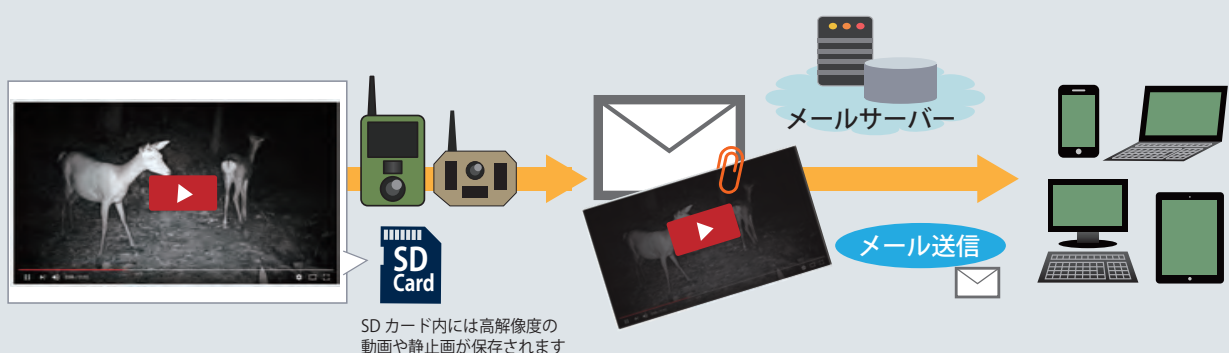 メールサーバー
SD
Card
メール送信
SD カード内には高解像度の
動画や静止画が保存されます